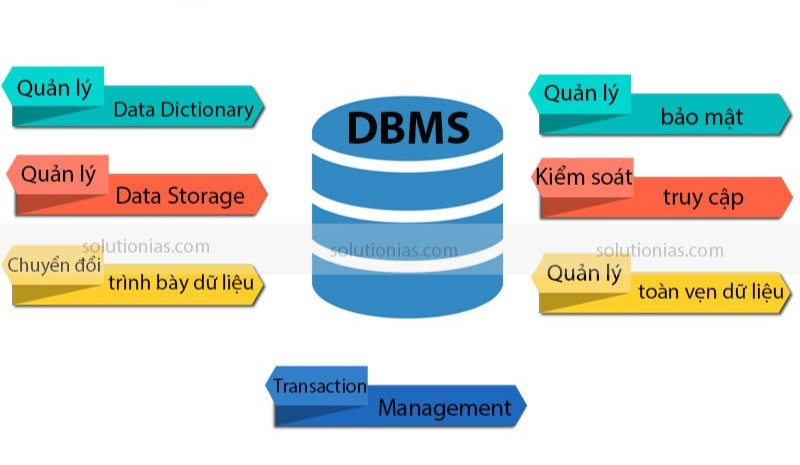 Quản lý
Data Dictionary
Quản lý
Data Storage
Chuyển đổi
trình bày dữ liệu
DBMS
Quản lý
bảo mật
Kiểm soát
truy cập
Quản lý
toàn vẹn dữ liệu
Transaction
Management
solutionias.com
solutionias.com
solutionias.com